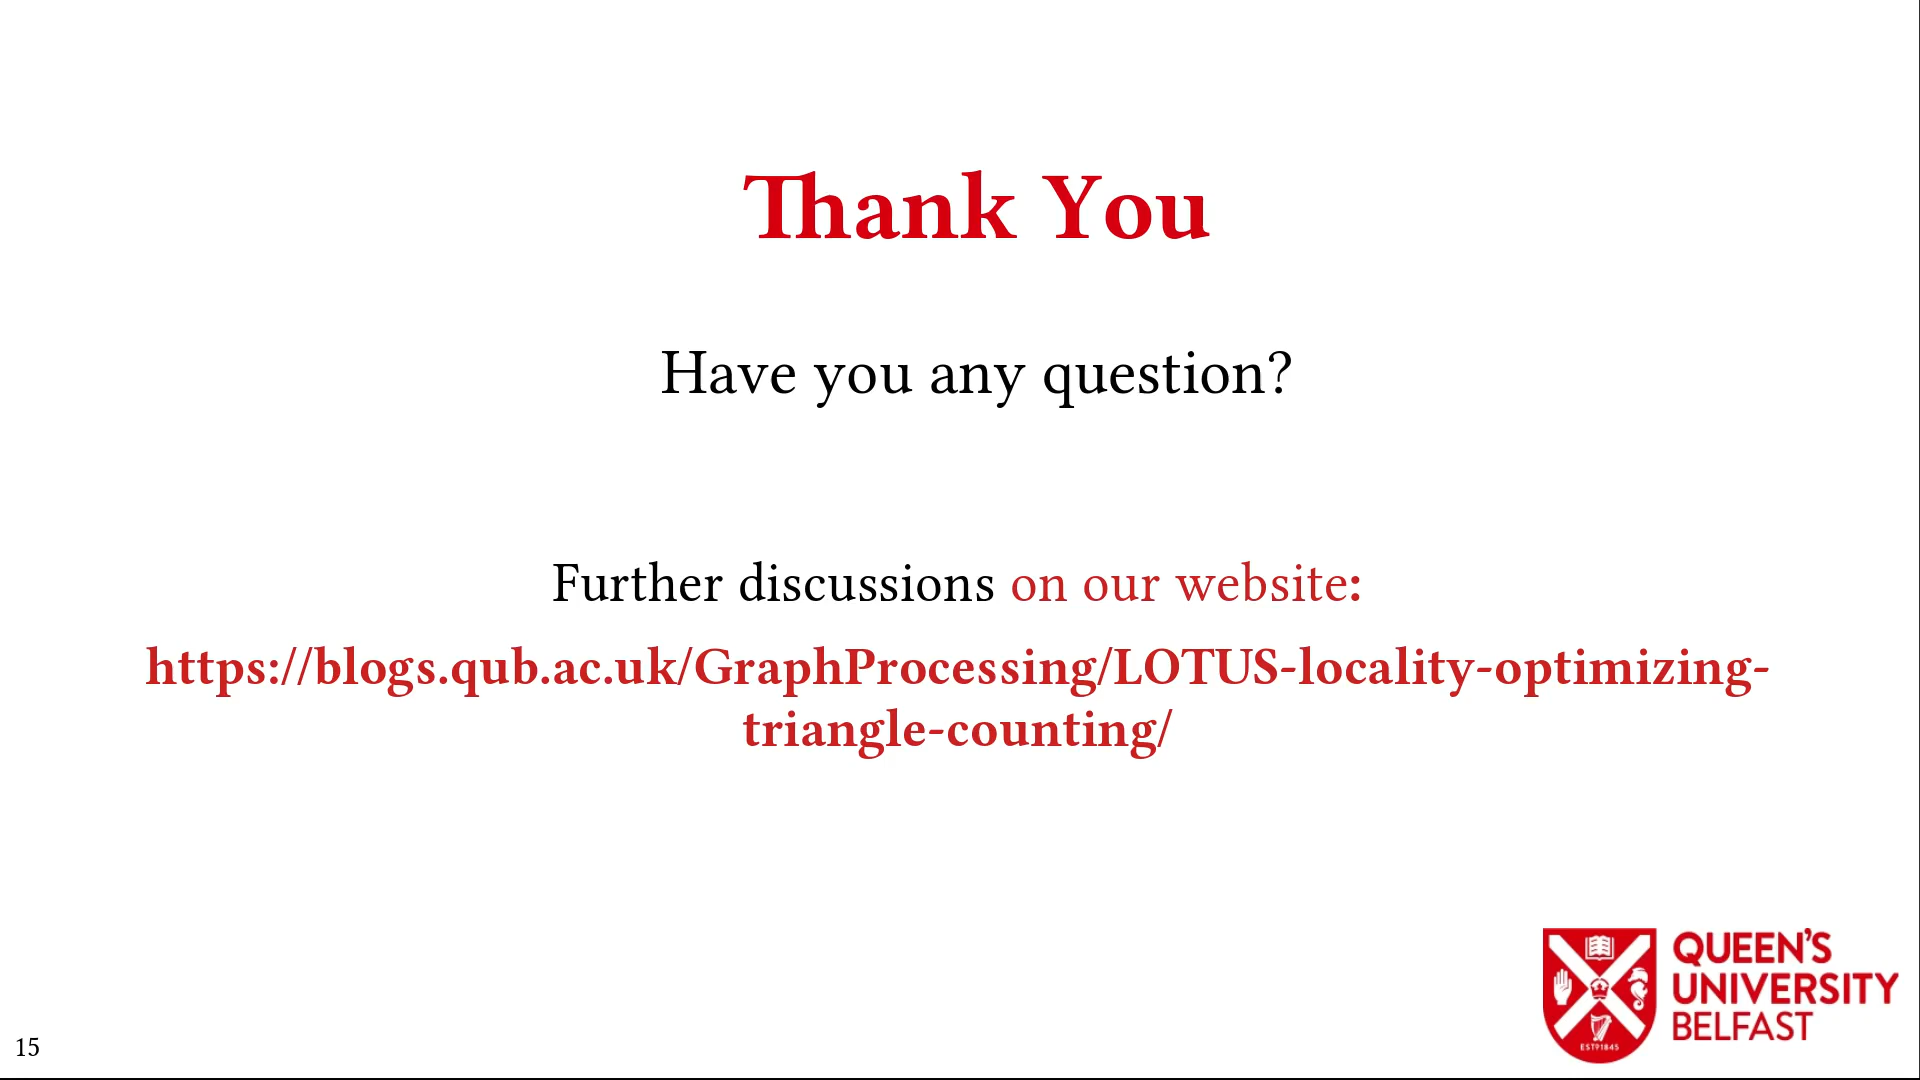 Thank You
Have you any question?
Further discussions on our website:
https://blogs.qub.ac.uk/GraphProcessing/LOTUS-locality-optimizing-
triangle-counting/
QUEEN'S
UNIVERSITY
BELFAST
ESTD1845
15